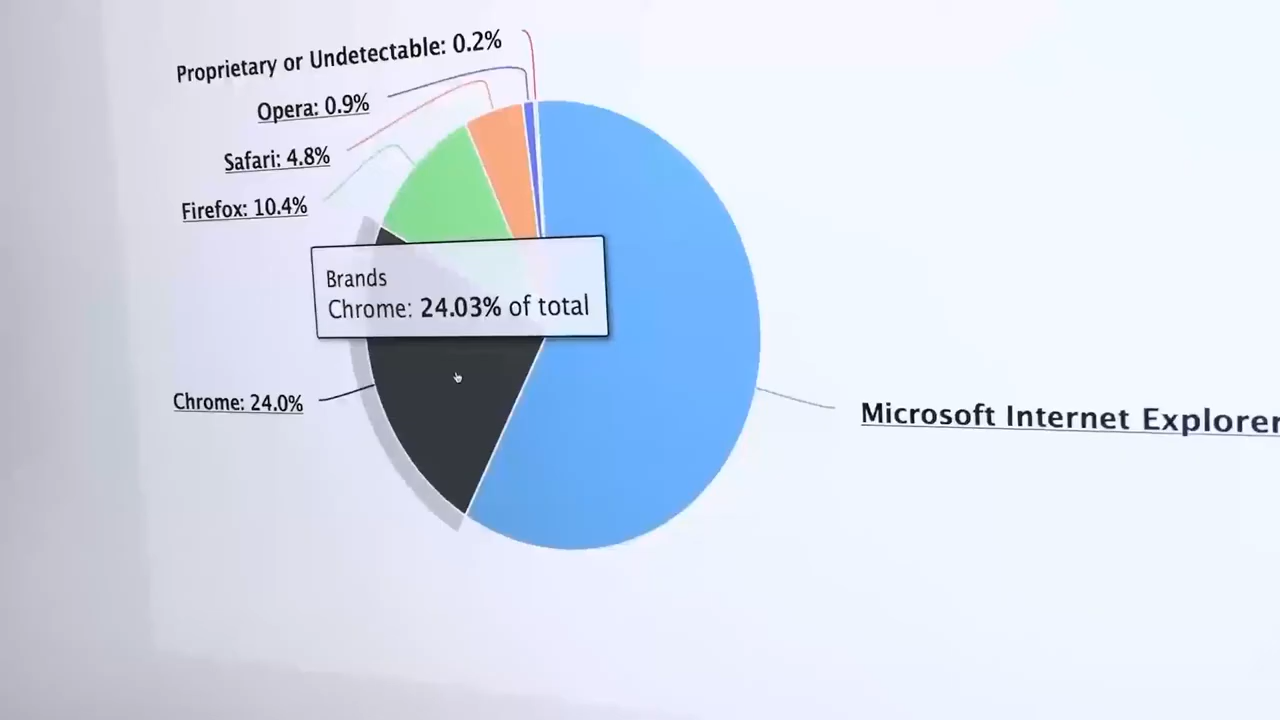 Proprietary or Undetectable: 0.2%
Opera: 0.9%
Safari: 4.8%
Firefox: 10.4%
Brands
Chrome: 24.03% of total
Chrome: 24.0%
Microsoft Internet Explorer